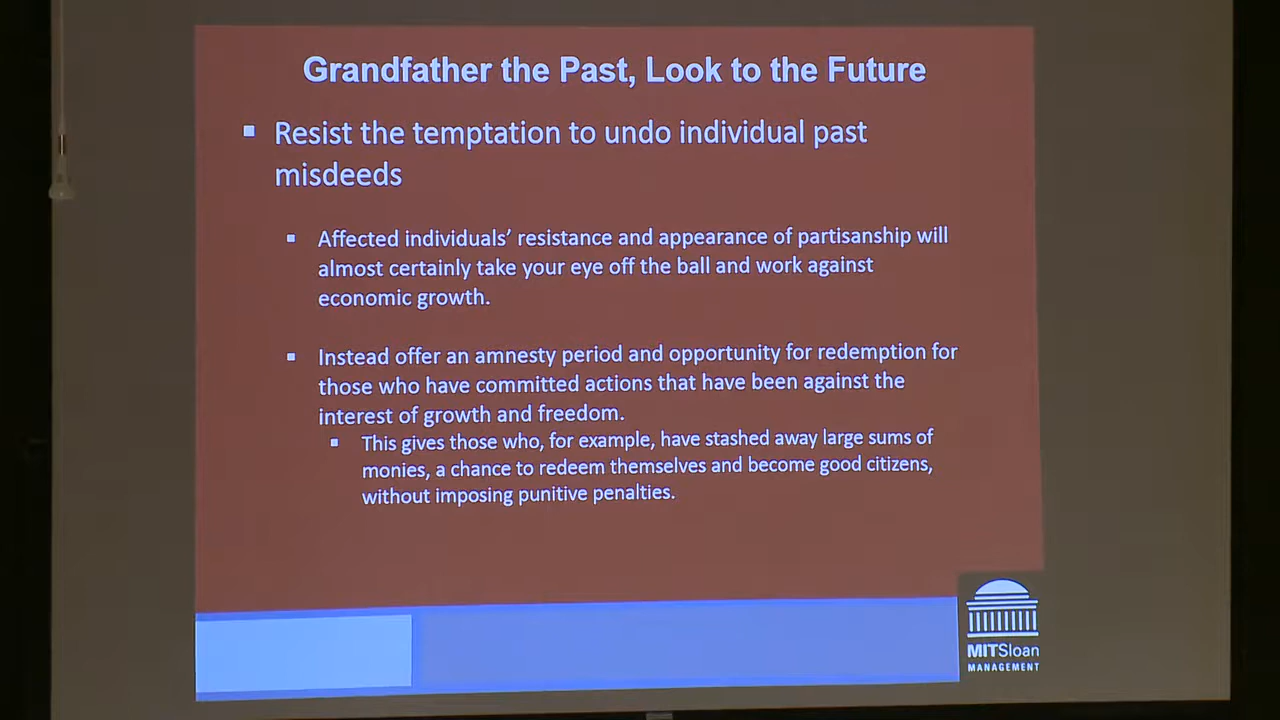 Grandfather the Past, Look to the Future
▪ Resist the temptation to undo individual past
misdeeds
▪ Affected individuals' resistance and appearance of partisanship will
almost certainly take your eye off the ball and work against
economic growth.
▪ Instead offer an amnesty period and opportunity for redemption for
those who have committed actions that have been against the
interest of growth and freedom.
▪ This gives those who, for example, have stashed away large sums of
monies, a chance to redeem themselves and become good citizens,
without imposing punitive penalties.
MITSloan
MANAGEMENT